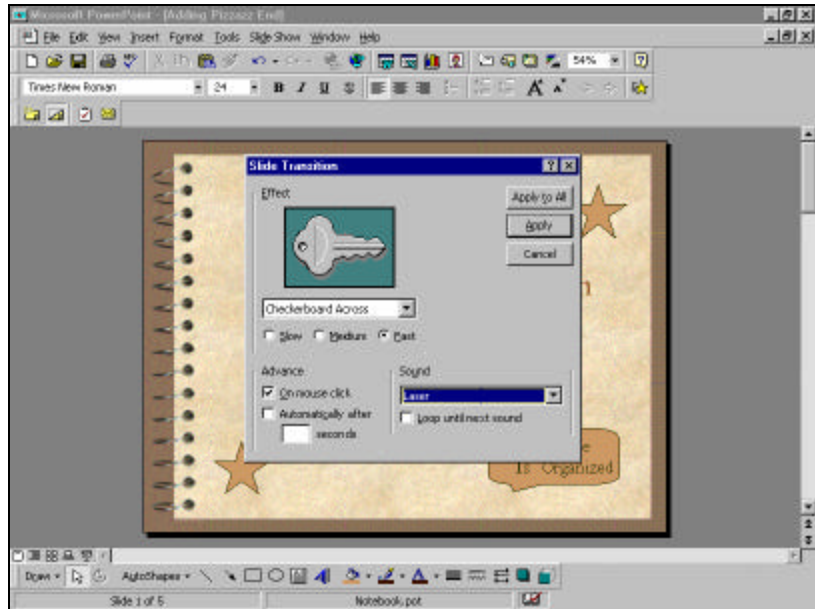 Microsoft PowerPoint - [Adding Pizzazz End]
File Edit View Insert Format Tools Slide Show Window Help
54%
Times New Roman 24 B I U S
Slide Transition
Effect
Apply to All
Apply
Cancel
Checkerboard Across
Slow Medium Fast
Advance
On mouse click
Automatically after
seconds
Sound
Laser
Loop until next sound
n
e
Is Organized
Draw AutoShapes
Slide 1 of 5 Notebook.pot